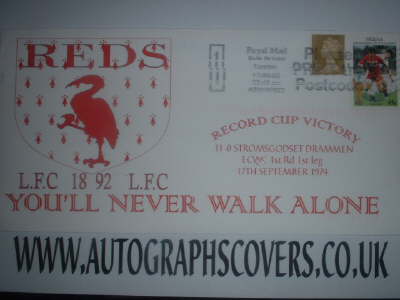 REDS
Royal Mail
Postcode
RECORD CUP VICTORY
11-0 STROMSGODSET DRAMMEN
ECWC 1st Rd 1st leg
17TH SEPTEMBER 1974
L.F.C 18 92 L.F.C
YOU'LL NEVER WALK ALONE
WWW.AUTOGRAPHSCOVERS.CO.UK